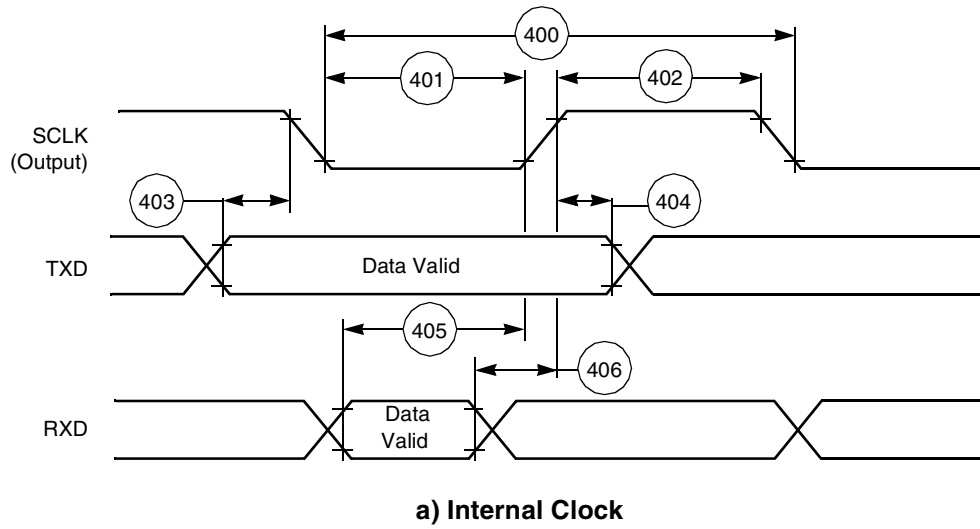 400
401
402
SCLK
(Output)
403
404
TXD
Data Valid
405
406
RXD
Data
Valid
a) Internal Clock